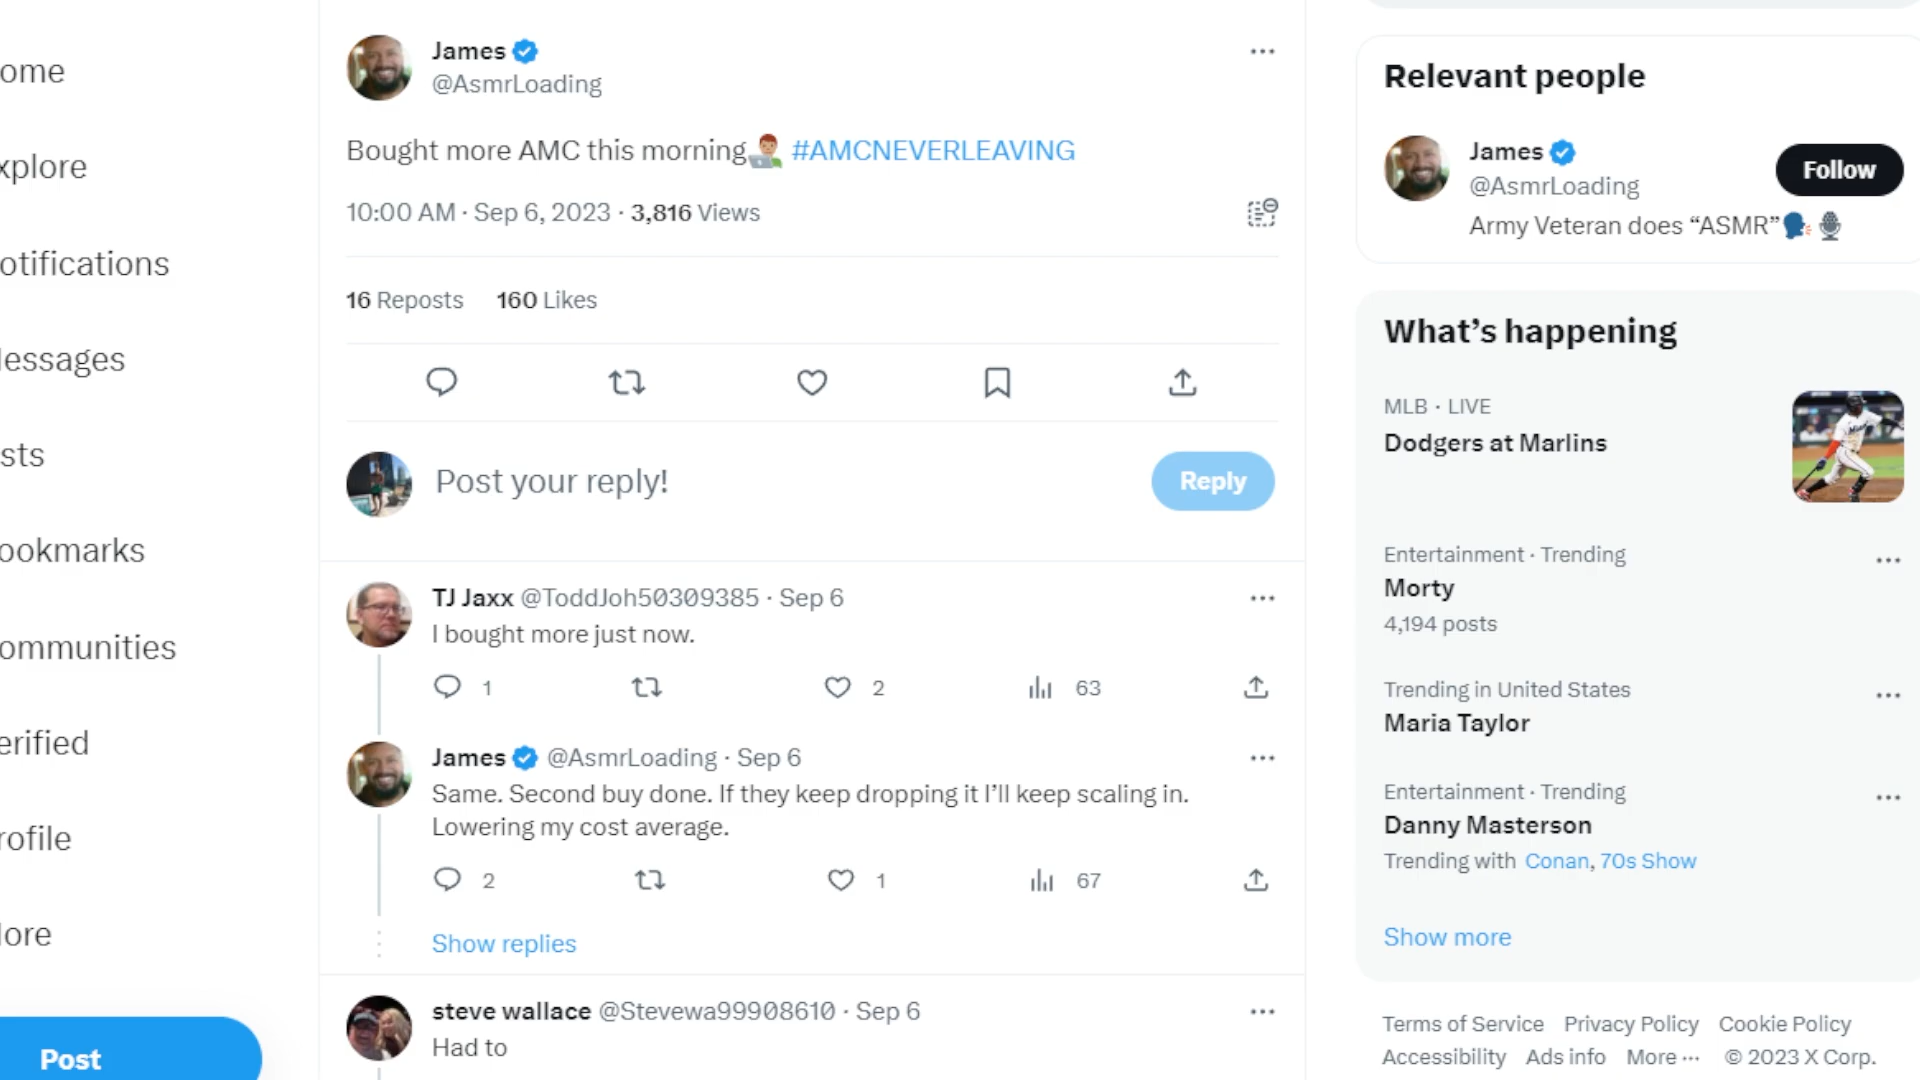 ome
xplore
otifications
essages
sts
ookmarks
ommunities
erified
rofile
ore
Post
James
@AsmrLoading
Bought more AMC this morning👨🏽‍💻 #AMCNEVERLEAVING
10:00 AM · Sep 6, 2023 · 3,816 Views
16 Reposts 160 Likes
Post your reply!
Reply
TJ Jaxx @ToddJoh50309385 · Sep 6
I bought more just now.
1 2 63
James @AsmrLoading · Sep 6
Same. Second buy done. If they keep dropping it I’ll keep scaling in.
Lowering my cost average.
2 1 67
Show replies
steve wallace @Stevewa99908610 · Sep 6
Had to
Relevant people
James
@AsmrLoading
Follow
Army Veteran does “ASMR”🗣️🎙️
What’s happening
MLB · LIVE
Dodgers at Marlins
Entertainment · Trending
Morty
4,194 posts
Trending in United States
Maria Taylor
Entertainment · Trending
Danny Masterson
Trending with Conan, 70s Show
Show more
Terms of Service Privacy Policy Cookie Policy
Accessibility Ads info More ··· © 2023 X Corp.